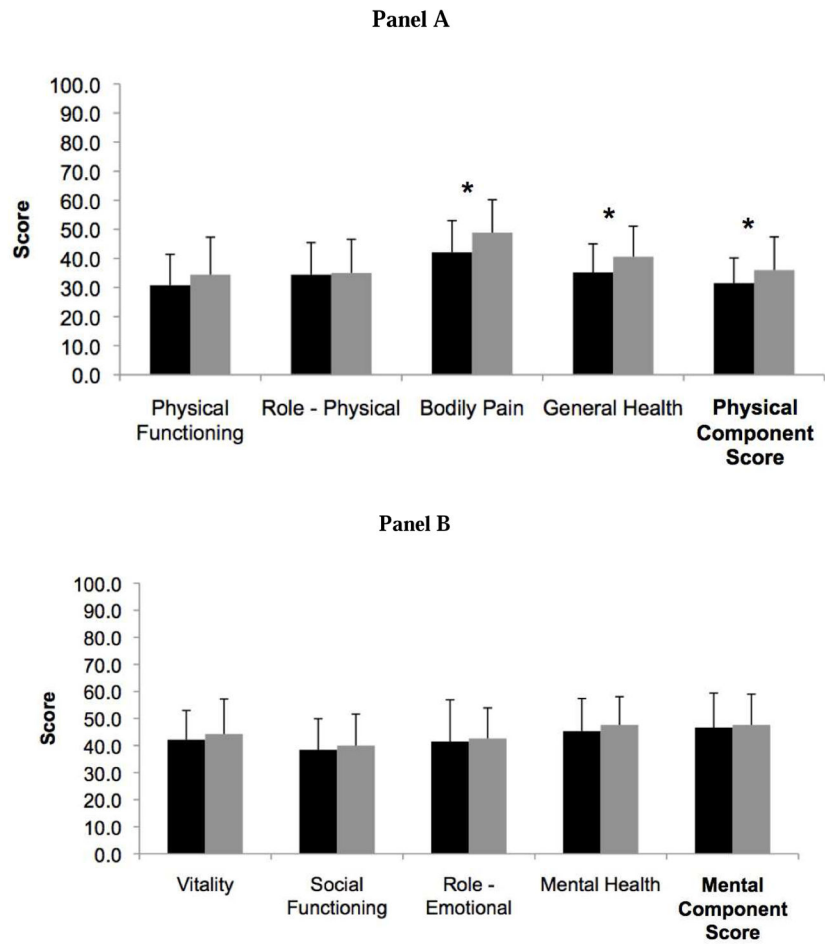 Panel A
100.0
90.0
80.0
70.0
60.0
50.0
40.0
30.0
20.0
10.0
0.0
Score
*
*
*
Physical
Functioning
Role - Physical
Bodily Pain
General Health
Physical
Component
Score
Panel B
100.0
90.0
80.0
70.0
60.0
50.0
40.0
30.0
20.0
10.0
0.0
Score
Vitality
Social
Functioning
Role -
Emotional
Mental Health
Mental
Component
Score